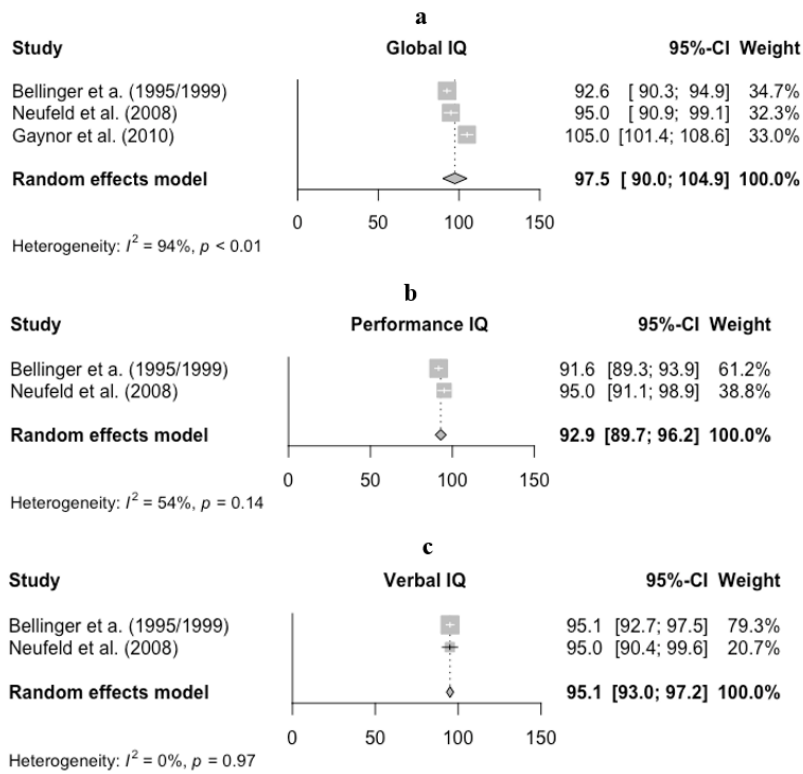 a
Study Global IQ 95%-CI Weight
Bellinger et a. (1995/1999) 92.6 [ 90.3; 94.9] 34.7%
Neufeld et al. (2008) 95.0 [ 90.9; 99.1] 32.3%
Gaynor et al. (2010) 105.0 [101.4; 108.6] 33.0%
Random effects model 97.5 [ 90.0; 104.9] 100.0%
0 50 100 150
Heterogeneity: I² = 94%, p < 0.01
b
Study Performance IQ 95%-CI Weight
Bellinger et a. (1995/1999) 91.6 [89.3; 93.9] 61.2%
Neufeld et al. (2008) 95.0 [91.1; 98.9] 38.8%
Random effects model 92.9 [89.7; 96.2] 100.0%
0 50 100 150
Heterogeneity: I² = 54%, p = 0.14
c
Study Verbal IQ 95%-CI Weight
Bellinger et a. (1995/1999) 95.1 [92.7; 97.5] 79.3%
Neufeld et al. (2008) 95.0 [90.4; 99.6] 20.7%
Random effects model 95.1 [93.0; 97.2] 100.0%
0 50 100 150
Heterogeneity: I² = 0%, p = 0.97